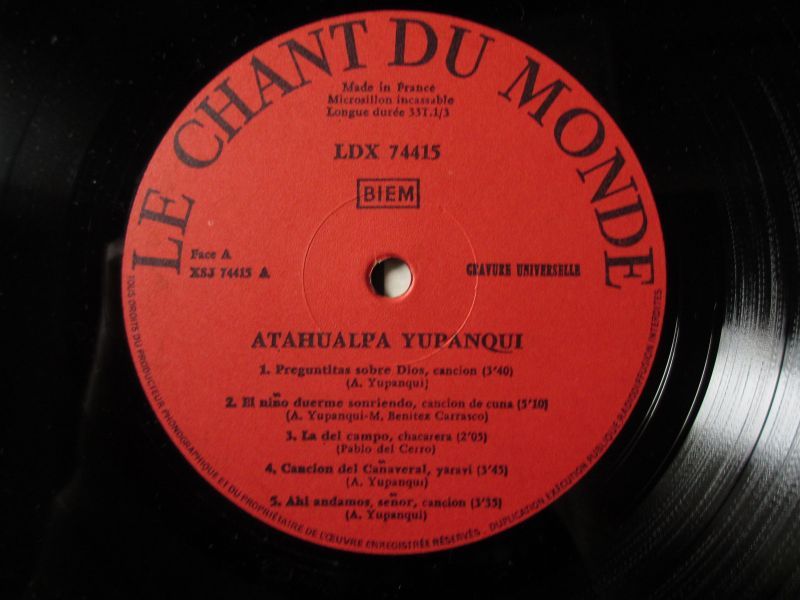 LE CHANT DU MONDE
Made in France
Microsillon incassable
Longue durée 33T.1/3
LDX 74415
BIEM
Face A
XSJ 74415 A
GRAVURE UNIVERSELLE
ATAHUALPA YUPANQUI
1. Preguntitas sobre Dios, cancion (3'40)
(A. Yupanqui)
2. El niño duerme sonriendo, cancion de cuna (5'10)
(A. Yupanqui-M, Benitez Carrasco)
3. La del campo, chacarera (2'05)
(Pablo del Cerro)
4. Cancion del Cañaveral, yaravi (3'45)
(A. Yupanqui)
5. Ahi andamos, señor, cancion (3'35)
(A. Yupanqui)
TOUS DROITS DU PRODUCTEUR PHONOGRAPHIQUE ET DU PROPRIÉTAIRE DE L'ŒUVRE ENREGISTRÉE RÉSERVÉS - DUPLICATION EXÉCUTION PUBLIQUE RADIODIFFUSION INTERDITES